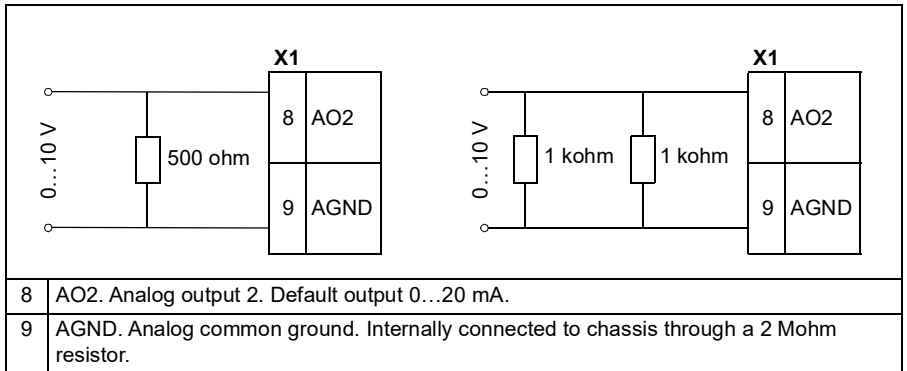 X1
0…10 V
500 ohm
8 AO2
9 AGND
X1
0…10 V
1 kohm
1 kohm
8 AO2
9 AGND
8 AO2. Analog output 2. Default output 0…20 mA.
9 AGND. Analog common ground. Internally connected to chassis through a 2 Mohm
resistor.